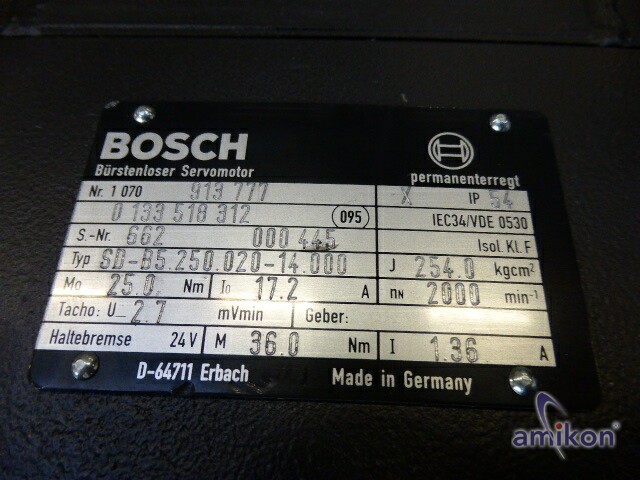 BOSCH
Bürstenloser Servomotor
permanenterregt
Nr. 1 070 913 777 X IP 54
0 133 518 312 095 IEC34/VDE 0530
S.-Nr. 662 000 445 Isol. Kl. F
Typ SD-B5.250.020-14.000 J 254.0 kgcm²
Mo 25.0 Nm Io 17.2 A nN 2000 min⁻¹
Tacho: U 2.7 mVmin Geber:
Haltebremse 24V M 36.0 Nm I 1.36 A
D-64711 Erbach Made in Germany
amikon